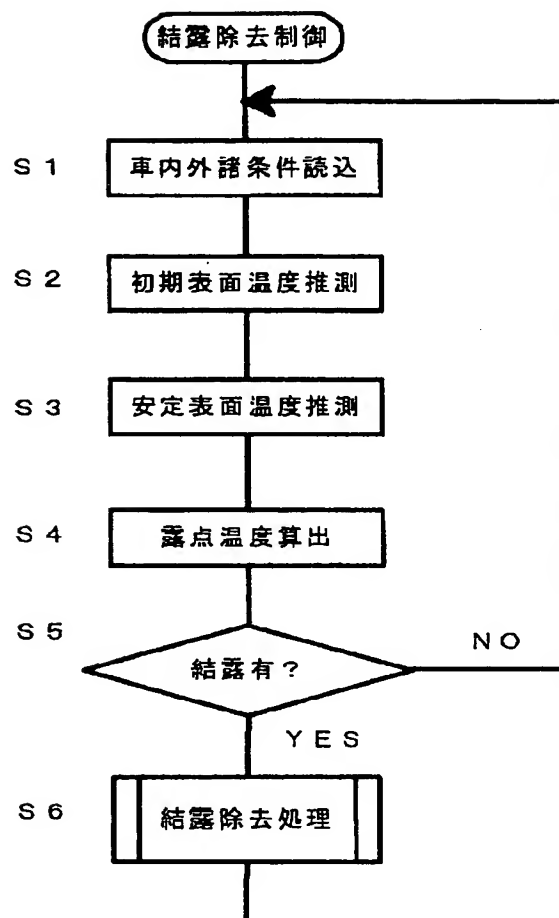 結露除去制御
S1 車内外諸条件読込
S2 初期表面温度推測
S3 安定表面温度推測
S4 露点温度算出
S5 結露有?
NO
YES
S6 結露除去処理